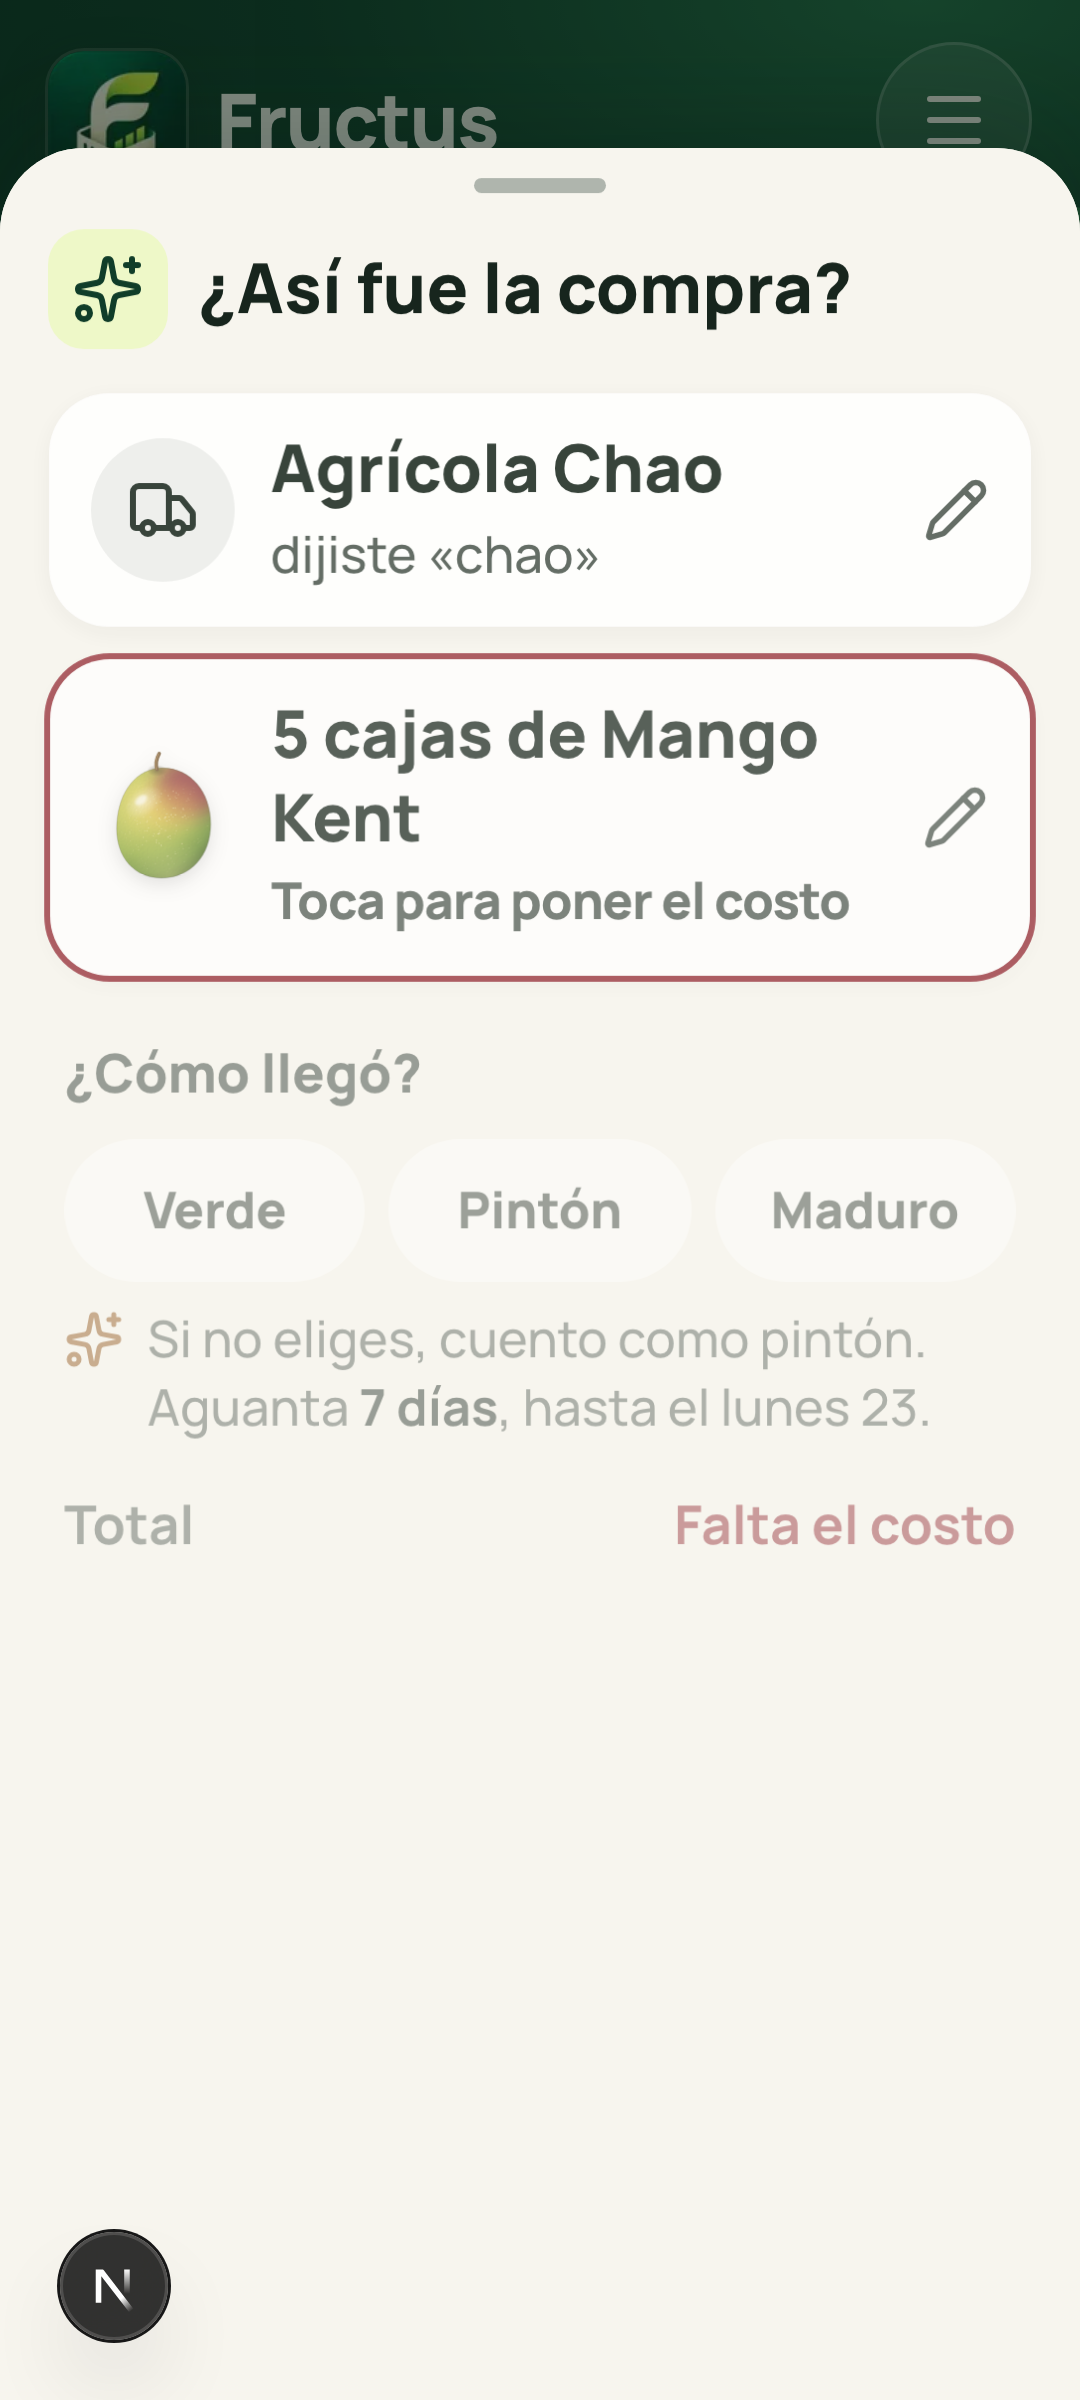 Fructus
¿Así fue la compra?
Agrícola Chao
dijiste «chao»
5 cajas de Mango
Kent
Toca para poner el costo
¿Cómo llegó?
Verde
Pintón
Maduro
Si no eliges, cuento como pintón.
Aguanta 7 días, hasta el lunes 23.
Total
Falta el costo
N